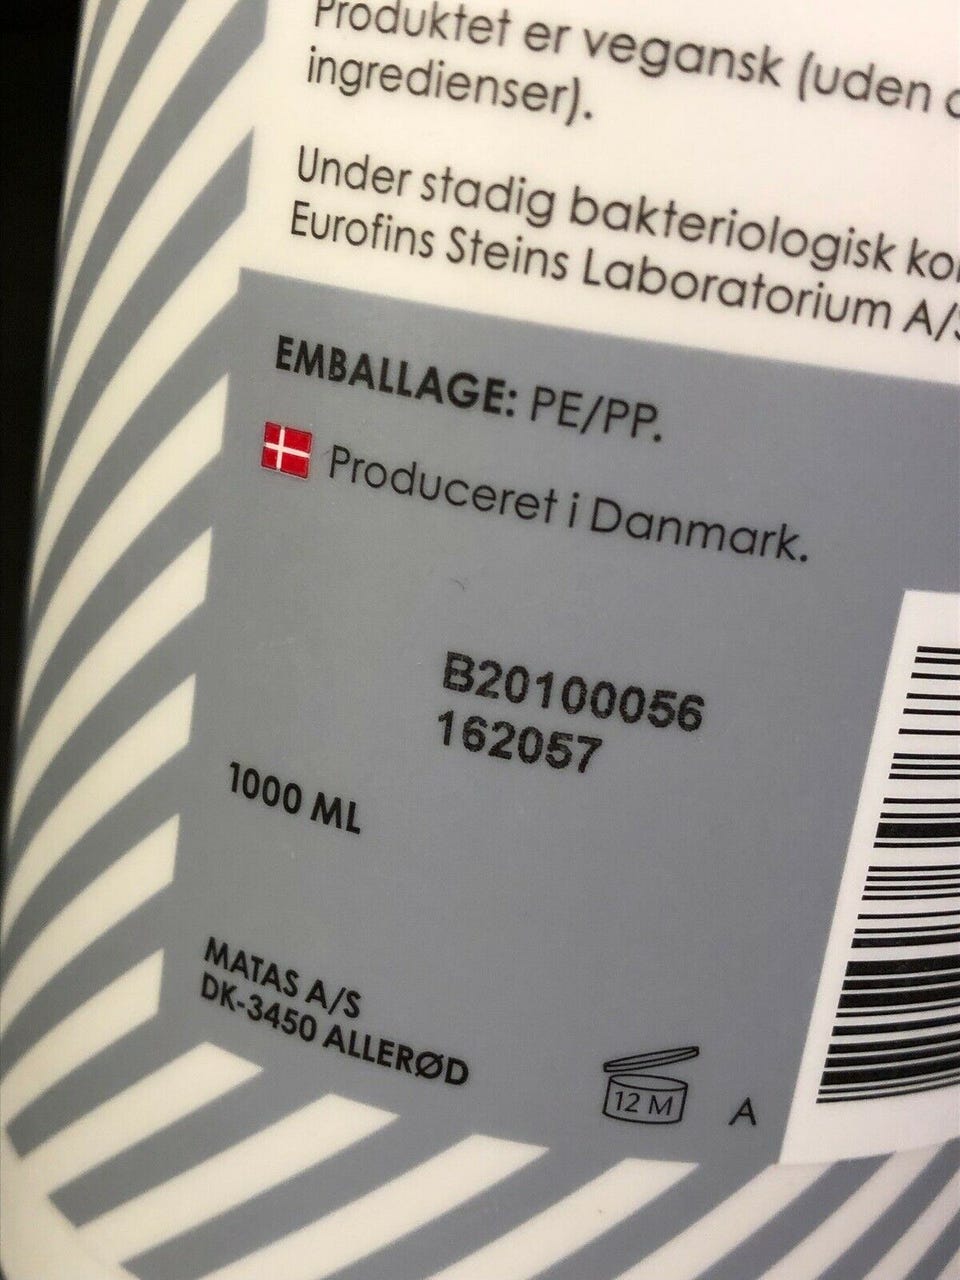 Produktet er vegansk (uden
ingredienser).
Under stadig bakteriologisk
Eurofins Steins Laboratorium A/S
EMBALLAGE: PE/PP.
Produceret i Danmark.
B20100056
162057
1000 ML
MATAS A/S
DK-3450 ALLERØD
12 M
A